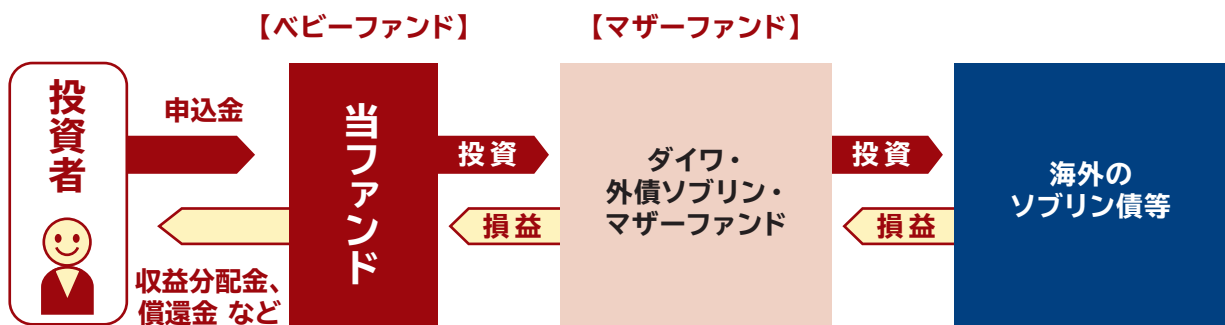 【ベビーファンド】
【マザーファンド】
投資者
申込金
収益分配金、
償還金 など
当ファンド
投資
損益
ダイワ・
外債ソブリン・
マザーファンド
投資
損益
海外の
ソブリン債等